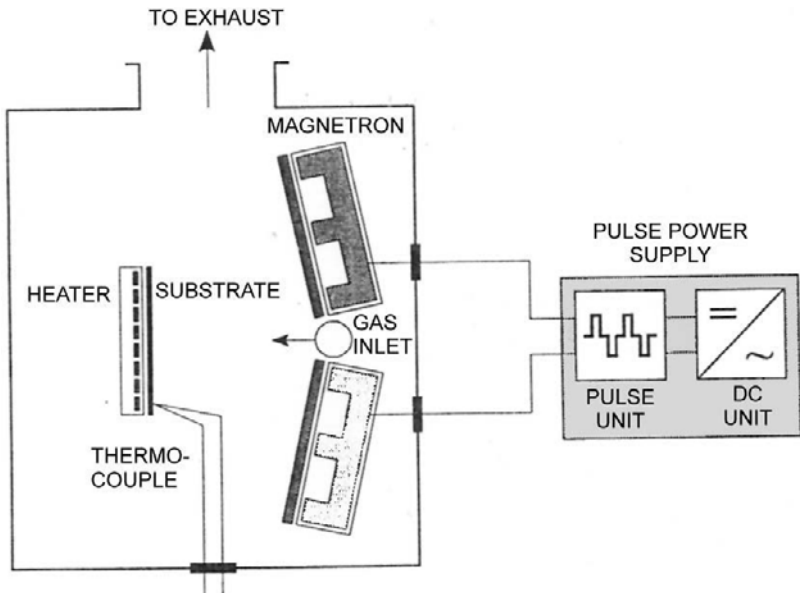 TO EXHAUST
MAGNETRON
PULSE POWER
SUPPLY
HEATER
SUBSTRATE
GAS
INLET
PULSE
UNIT
DC
UNIT
THERMO-
COUPLE